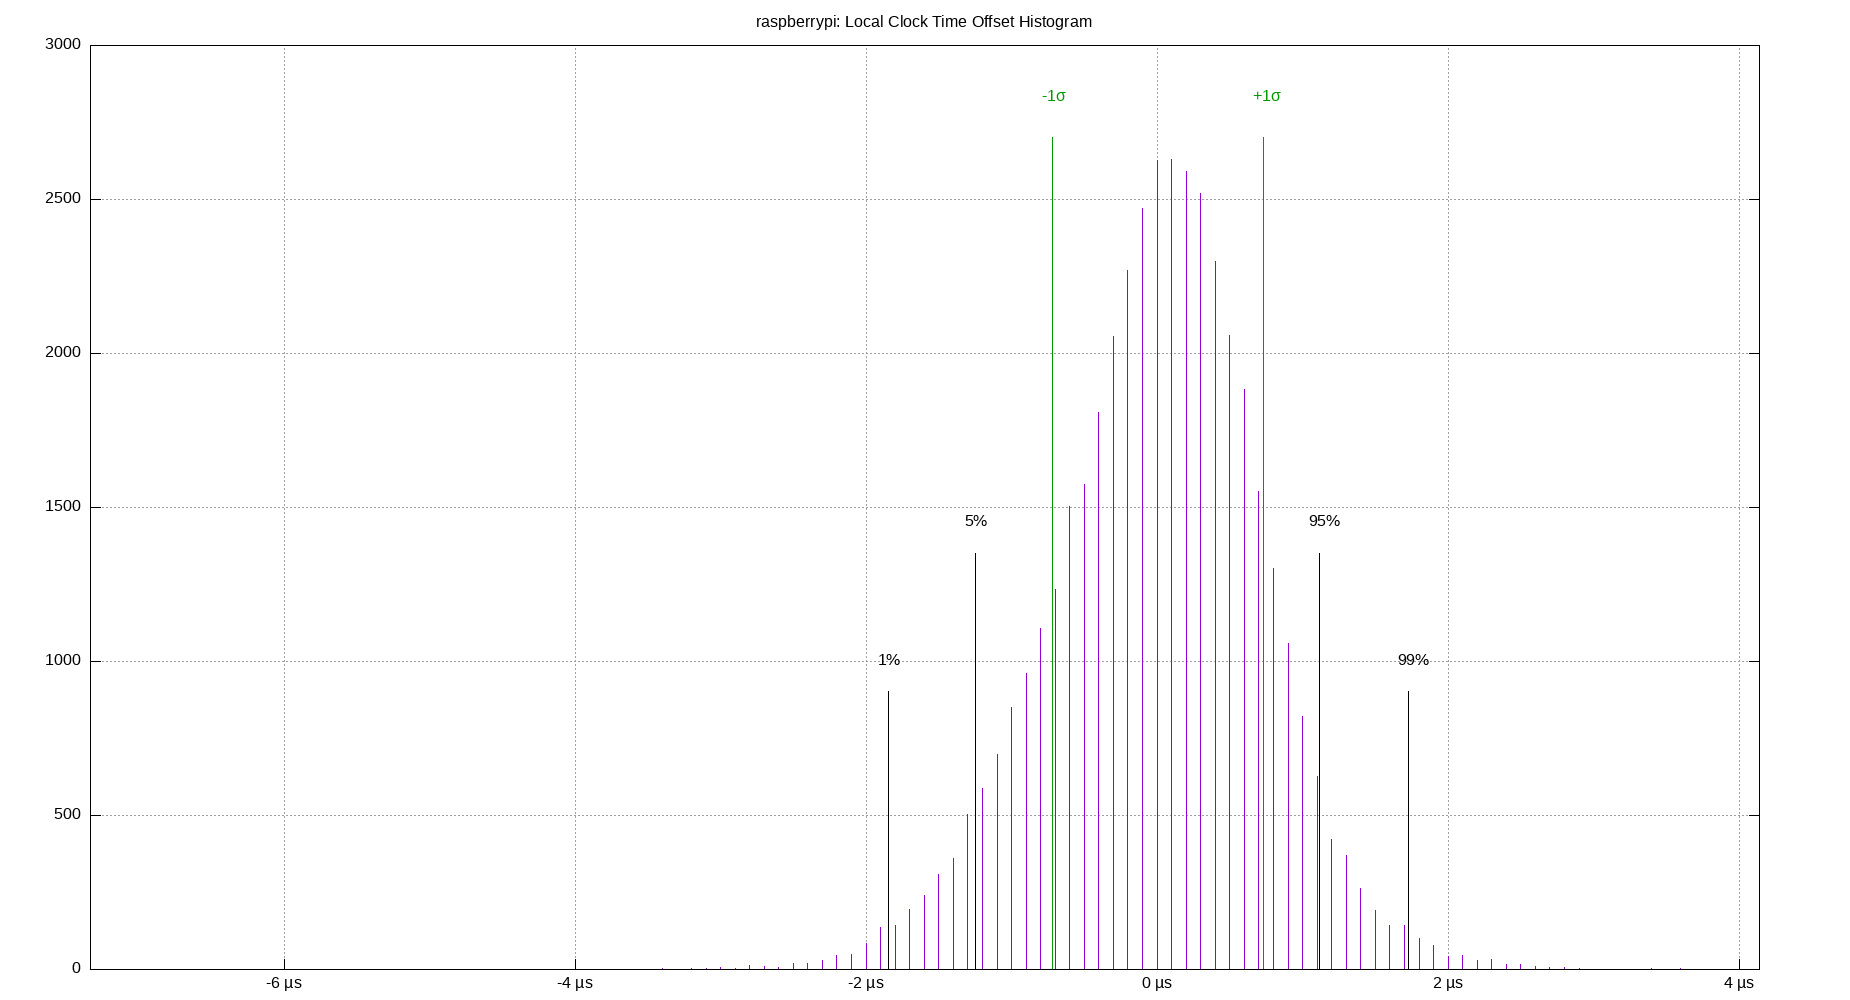 raspberrypi: Local Clock Time Offset Histogram
3000
-1σ
+1σ
2500
2000
1500
5%
95%
1000
1%
99%
500
0
-6 µs
-4 µs
-2 µs
0 µs
2 µs
4 µs